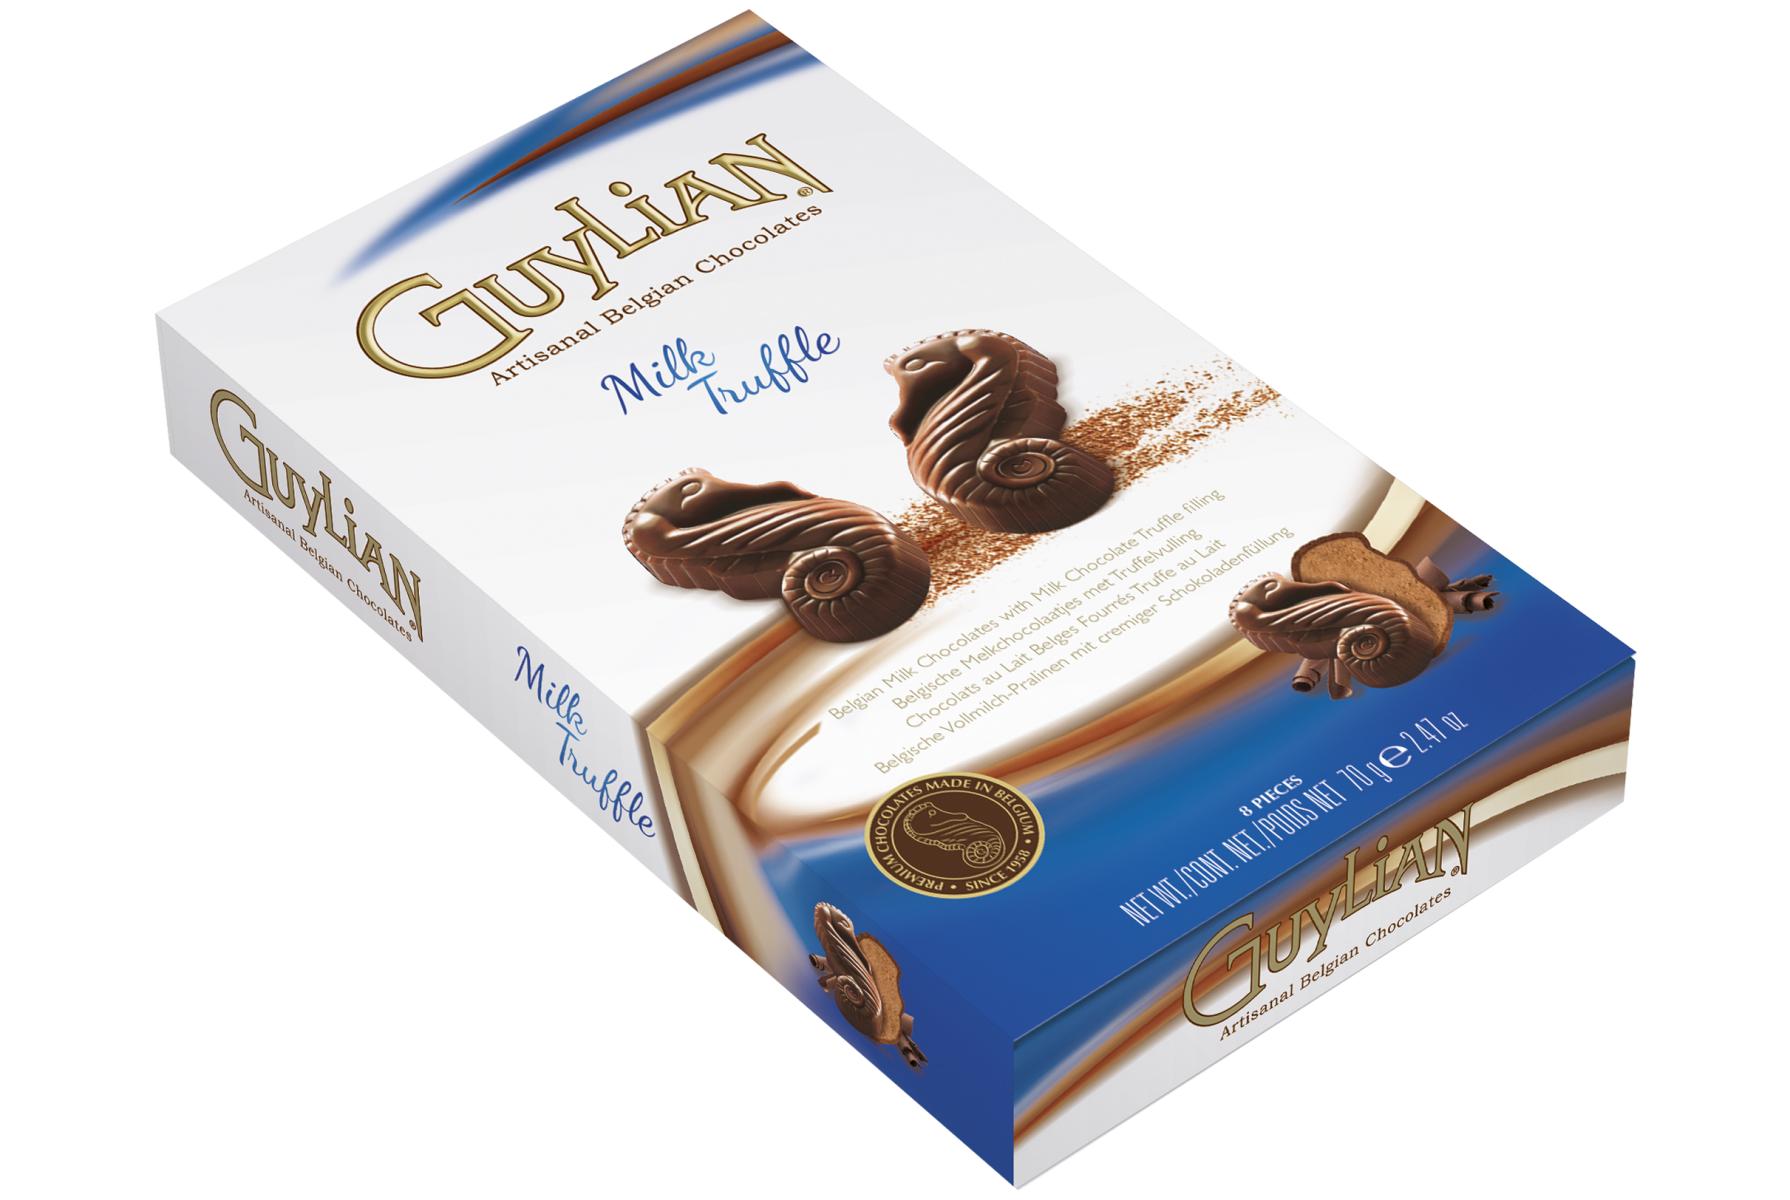 GUYLIAN®
Artisanal Belgian Chocolates
Milk
Truffle
Belgian Milk Chocolates with Milk Chocolate Truffle filling
Belgische Melkchocolaatjes met Truffelvulling
Chocolats au Lait Belges Fourrés Truffe au Lait
Belgische Vollmilch-Pralinen mit cremiger Schokoladenfüllung
PREMIUM CHOCOLATES MADE IN BELGIUM • SINCE 1958 •
8 PIECES
NET WT./CONT. NET./POIDS NET 70 g ℮ 2.47 oz
GUYLIAN®
Artisanal Belgian Chocolates
Milk
Truffle
GUYLIAN®
Artisanal Belgian Chocolates